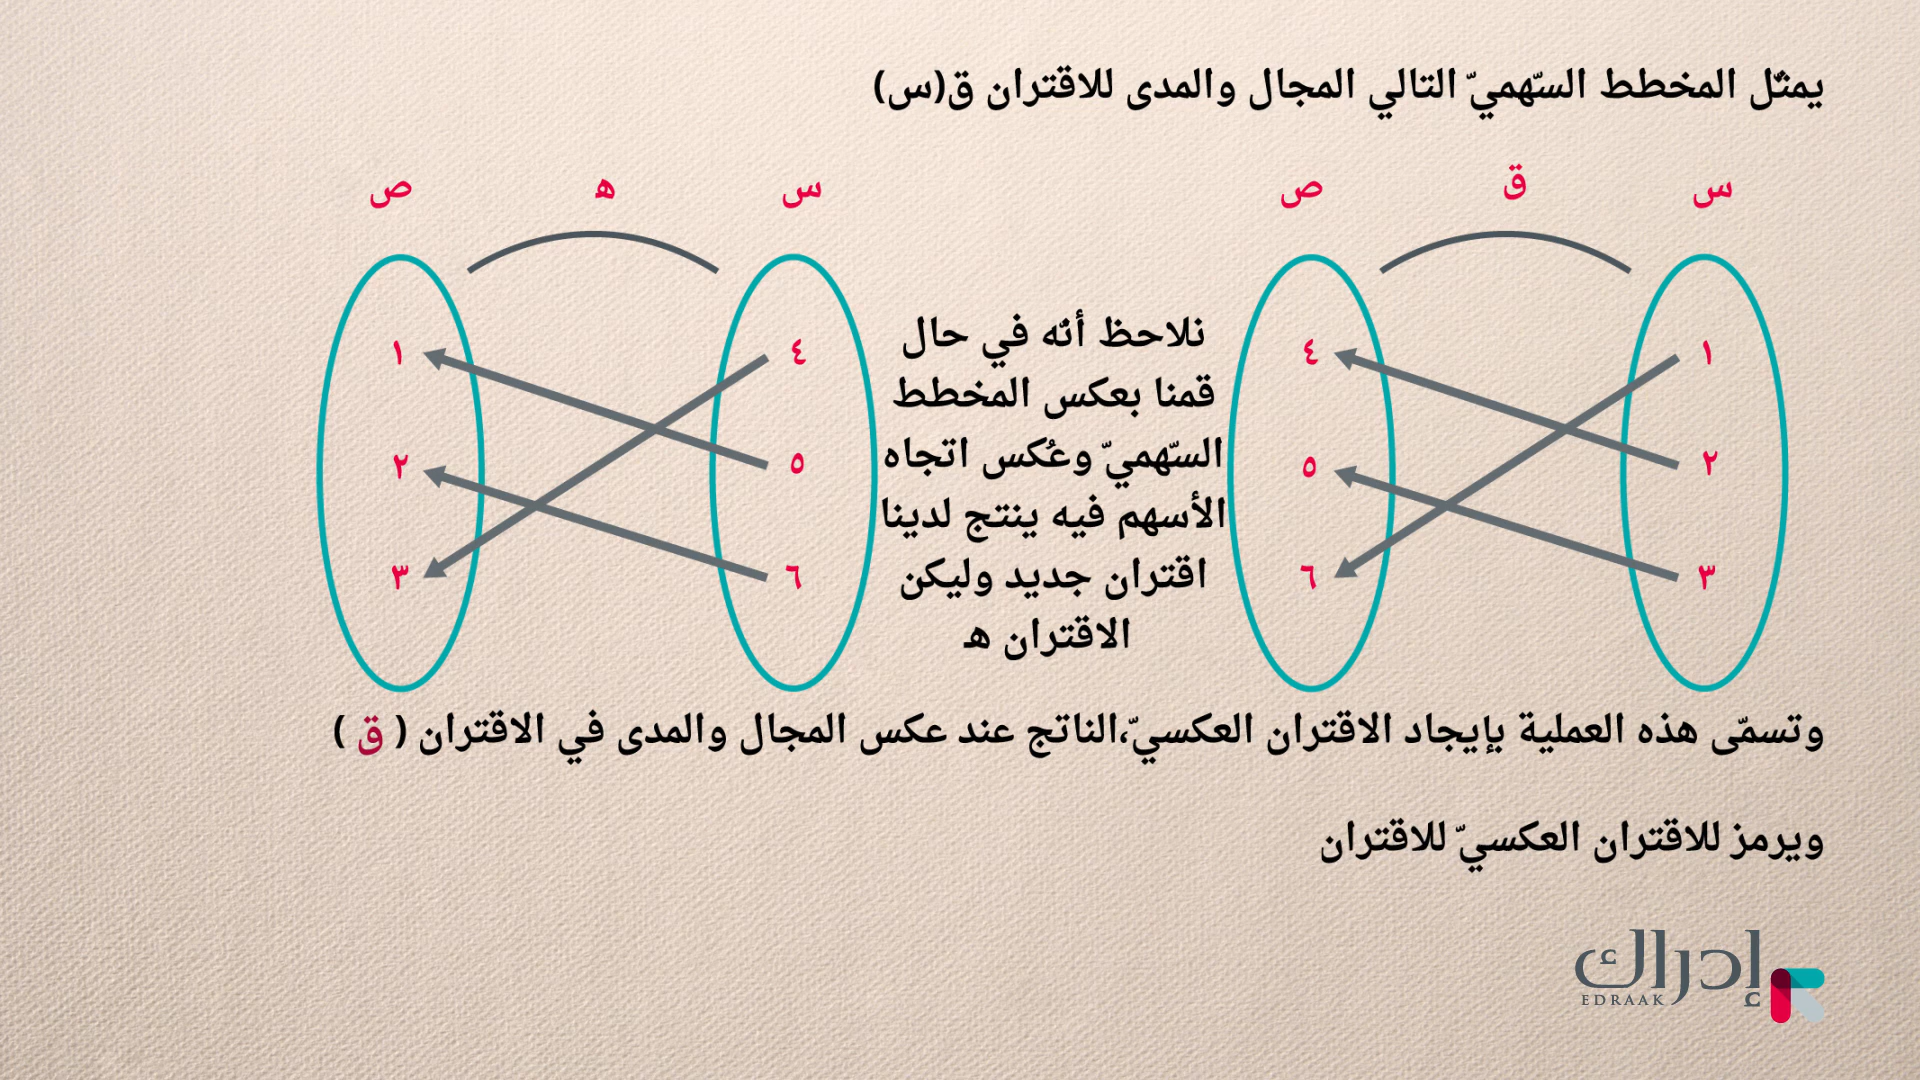 يمثّل المخطط السّهميّ التالي المجال والمدى للاقتران ق(س)
س ق ص
س ه ص
١ ٤
٢ ٥
٣ ٦
نلاحظ أنّه في حال
قمنا بعكس المخطط
السّهميّ وعُكس اتجاه
الأسهم فيه ينتج لدينا
اقتران جديد وليكن
الاقتران ه
٤ ١
٥ ٢
٦ ٣
وتسمّى هذه العملية بإيجاد الاقتران العكسيّ،الناتج عند عكس المجال والمدى في الاقتران ( ق )
ويرمز للاقتران العكسيّ للاقتران
إدراك
EDRAAK